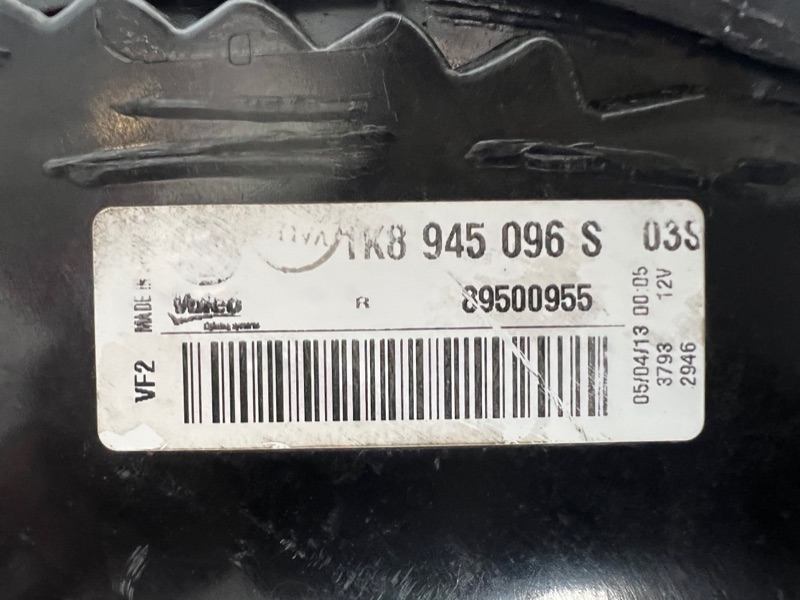 1K8 945 096 S 03S
Valeo R 89500955
VF2 MADE IN
05/04/13 00:05
3793 12V
2946